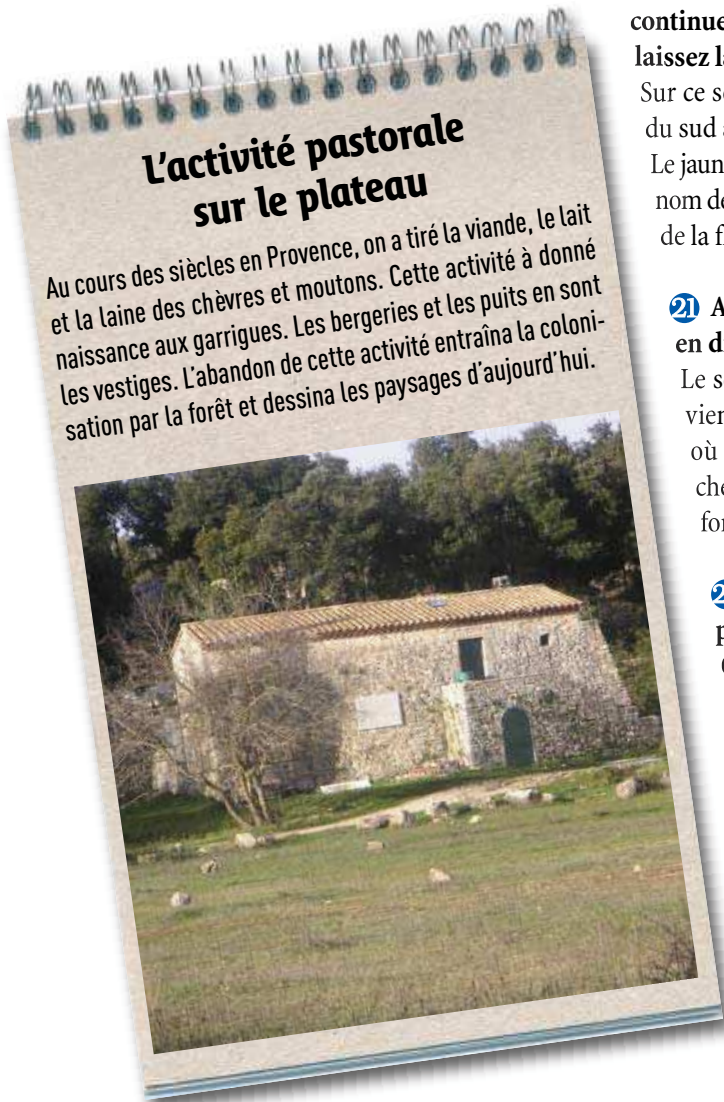 L'activité pastorale
sur le plateau
Au cours des siècles en Provence, on a tiré la viande, le lait
et la laine des chèvres et moutons. Cette activité à donné
naissance aux garrigues. Les bergeries et les puits en sont
les vestiges. L'abandon de cette activité entraîna la coloni-
sation par la forêt et dessina les paysages d'aujourd'hui.
continue
laissez l
Sur ce s
du sud
Le jaun
nom de
de la f
21 A
en d
Le s
vien
où
che
for